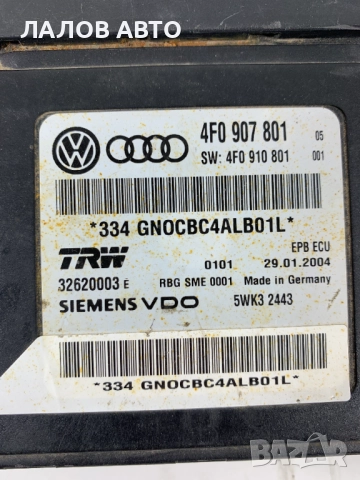 ЛАЛОВ АВТО
4F0 907 801 05
SW: 4F0 910 801 001
*334 GNOCBC4ALB01L*
TRW EPB ECU
0101 29.01.2004
32620003 E RBG SME 0001 Made in Germany
SIEMENS VDO 5WK3 2443
*334 GNOCBC4ALB01L*
BAZAR